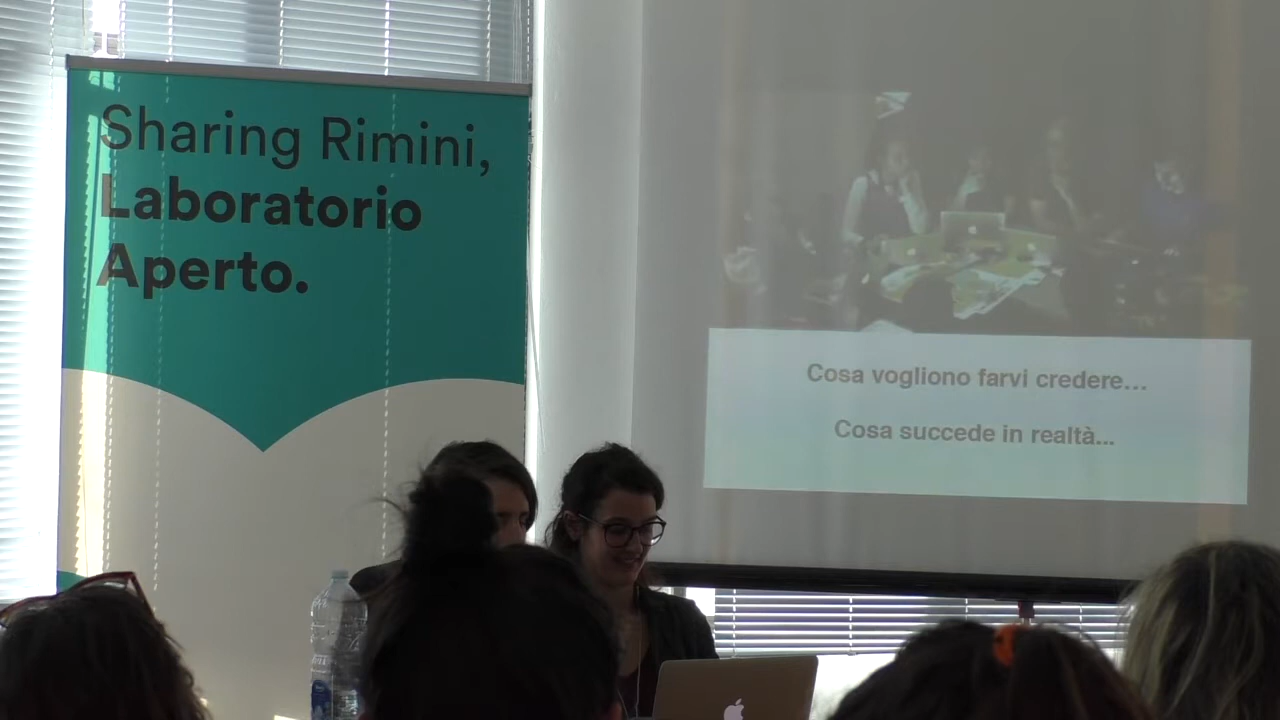 Sharing Rimini,
Laboratorio
Aperto.
Cosa vogliono farvi credere...
Cosa succede in realtà...